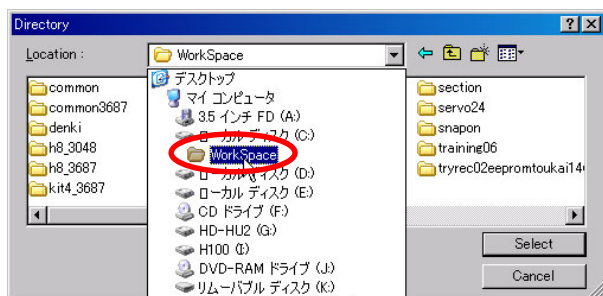 Directory
Location :
WorkSpace
common
common3687
denki
h8_3048
h8_3687
kit4_3687
デスクトップ
マイ コンピュータ
3.5 インチ FD (A:)
ローカル ディスク (C:)
WorkSpace
ローカル ディスク (D:)
ローカル ディスク (E:)
CD ドライブ (F:)
HD-HU2 (G:)
H100 (I:)
DVD-RAM ドライブ (J:)
リムーバブル ディスク (K:)
section
servo24
snapon
training06
tryrec02eepromtoukai14
Select
Cancel